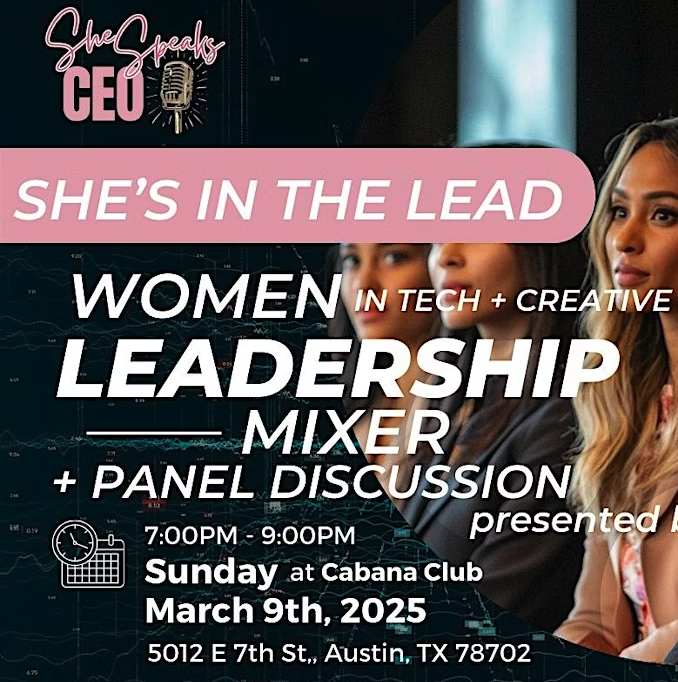 She Speaks
CEO
SHE'S IN THE LEAD
WOMEN IN TECH + CREATIVE
LEADERSHIP
MIXER
+ PANEL DISCUSSION
presented
7:00PM - 9:00PM
Sunday at Cabana Club
March 9th, 2025
5012 E 7th St,, Austin, TX 78702